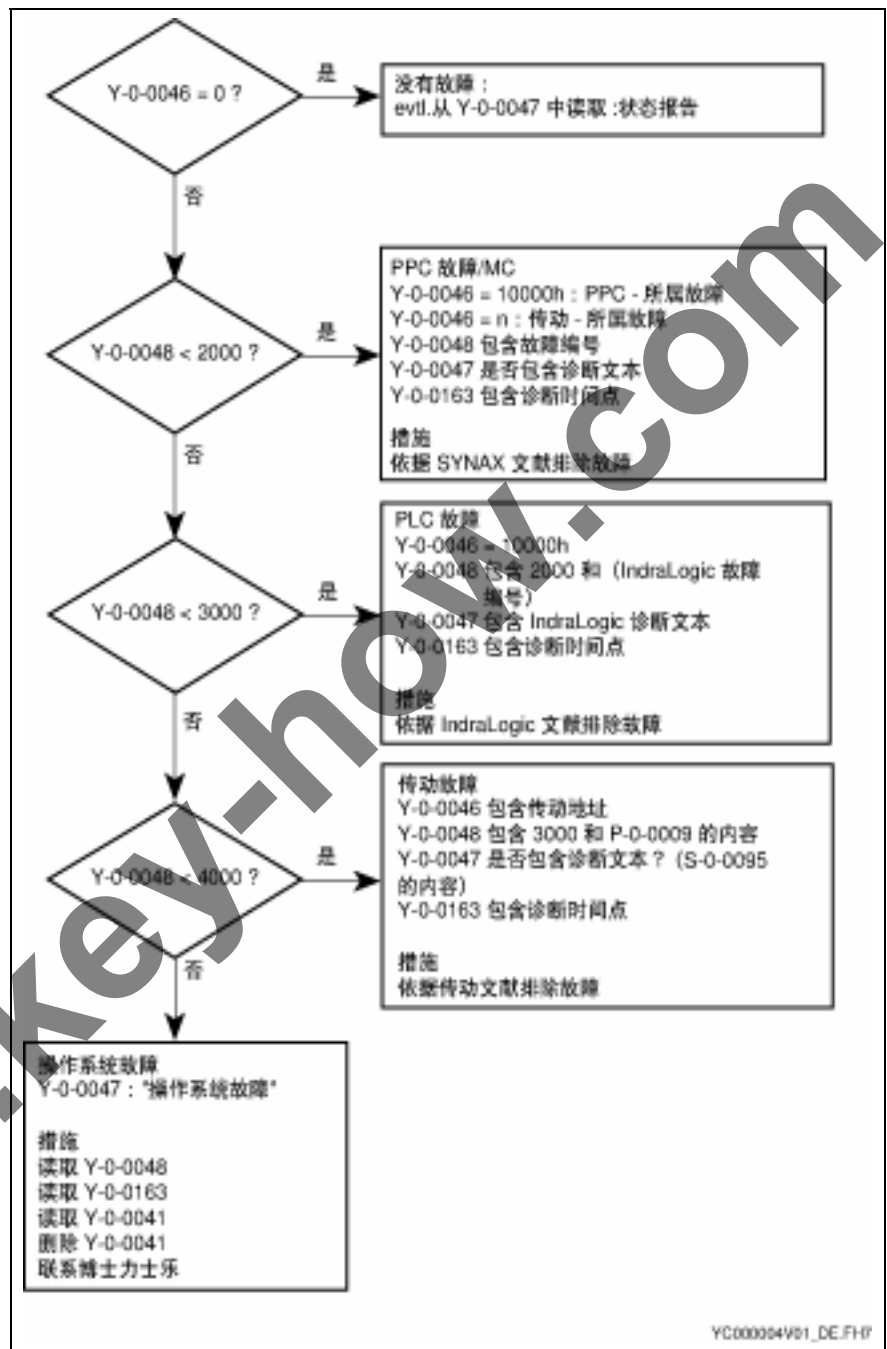 Y-0-0046 = 0 ?
是
没有故障：
evtl.从 Y-0-0047 中读取 :状态报告
否
Y-0-0048 < 2000 ?
是
PPC 故障/MC
Y-0-0046 = 10000h：PPC - 所属故障
Y-0-0046 = n：传动 - 所属故障
Y-0-0048 包含故障编号
Y-0-0047 是否包含诊断文本
Y-0-0163 包含诊断时间点
措施
依据 SYNAX 文献排除故障
否
Y-0-0048 < 3000 ?
是
PLC 故障
Y-0-0046 = 10000h
Y-0-0048 包含 2000 和（IndraLogic 故障
编号）
Y-0-0047 包含 IndraLogic 诊断文本
Y-0-0163 包含诊断时间点
措施
依据 IndraLogic 文献排除故障
否
Y-0-0048 < 4000 ?
是
传动故障
Y-0-0046 包含传动地址
Y-0-0048 包含 3000 和 P-0-0009 的内容
Y-0-0047 是否包含诊断文本？（S-0-0095
的内容）
Y-0-0163 包含诊断时间点
措施
依据传动文献排除故障
否
操作系统故障
Y-0-0047："操作系统故障"
措施
读取 Y-0-0048
读取 Y-0-0163
读取 Y-0-0041
删除 Y-0-0041
联系博士力士乐
YC000004V01_DE.FH7
.key-how.com